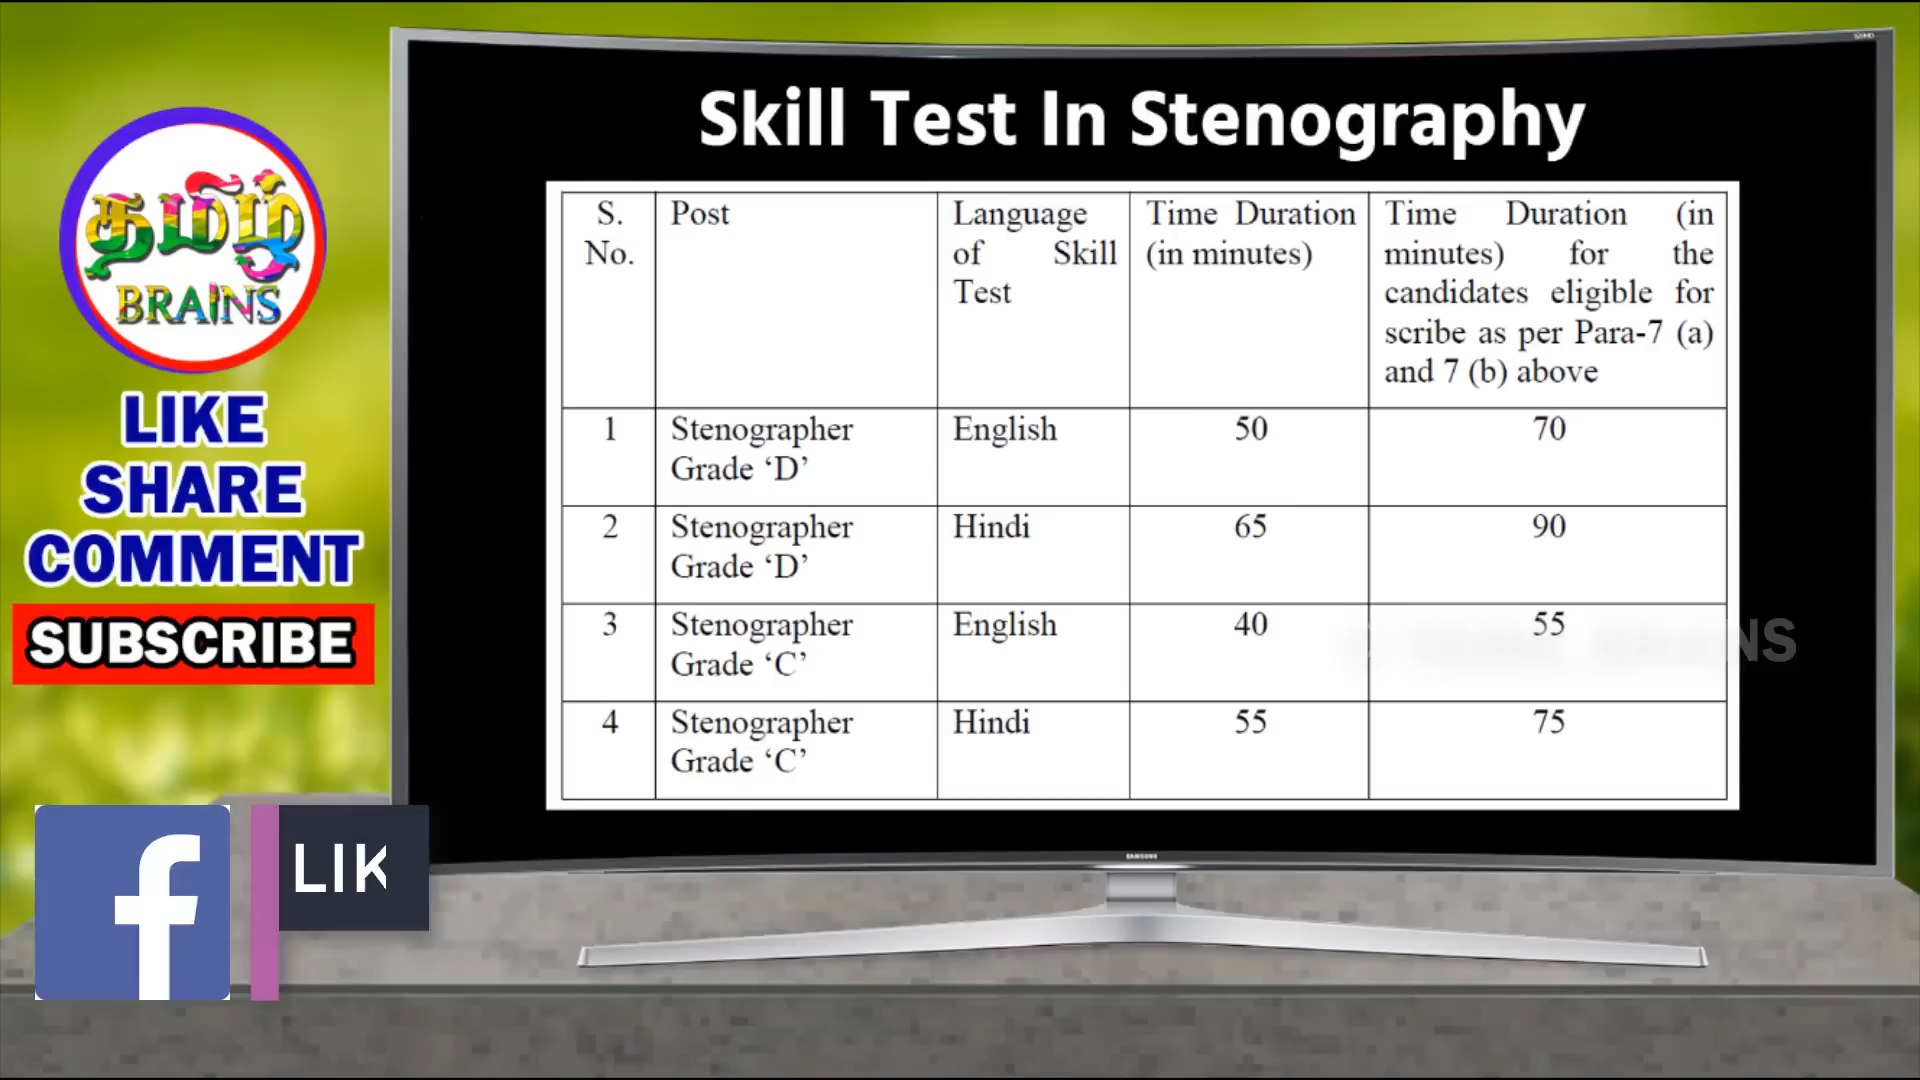 Skill Test In Stenography
தமிழ்
BRAINS
LIKE
SHARE
COMMENT
SUBSCRIBE
S. No. Post Language of Skill Test Time Duration (in minutes) Time Duration (in minutes) for the candidates eligible for scribe as per Para-7 (a) and 7 (b) above
1 Stenographer Grade ‘D’ English 50 70
2 Stenographer Grade ‘D’ Hindi 65 90
3 Stenographer Grade ‘C’ English 40 55
4 Stenographer Grade ‘C’ Hindi 55 75
SAMSUNG
f
LIK